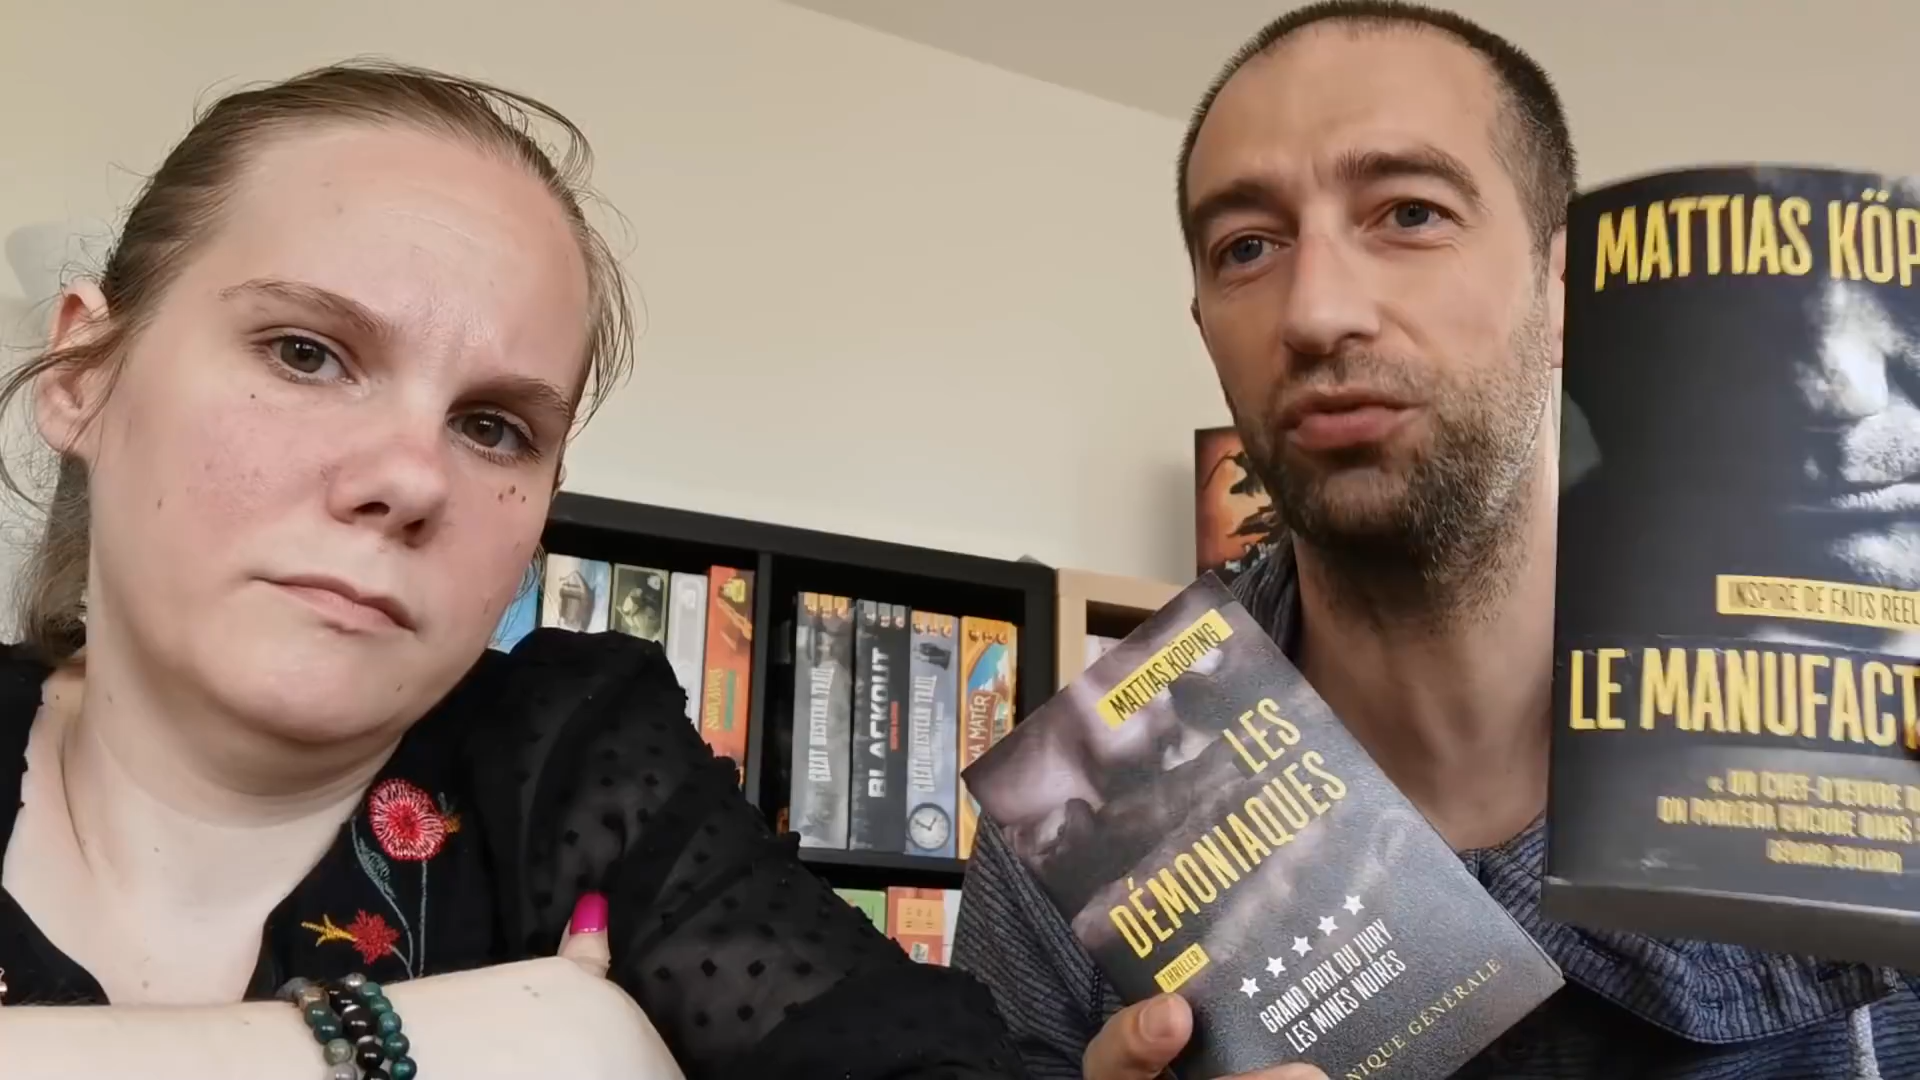 MATTIAS KÖP
INSPIRÉ DE FAITS RÉEL
LE MANUFACT
« UN CHEF-D'ŒUVRE D
ON PARLERA ENCORE DANS
MATTIAS KÖPING
LES
DÉMONIAQUES
THRILLER
GRAND PRIX DU JURY
LES MINES NOIRES
NIQUE GÉNÉRALE
GREAT WESTERN TRAIL
BLACKOUT
GREAT WESTERN TRAIL
MATER